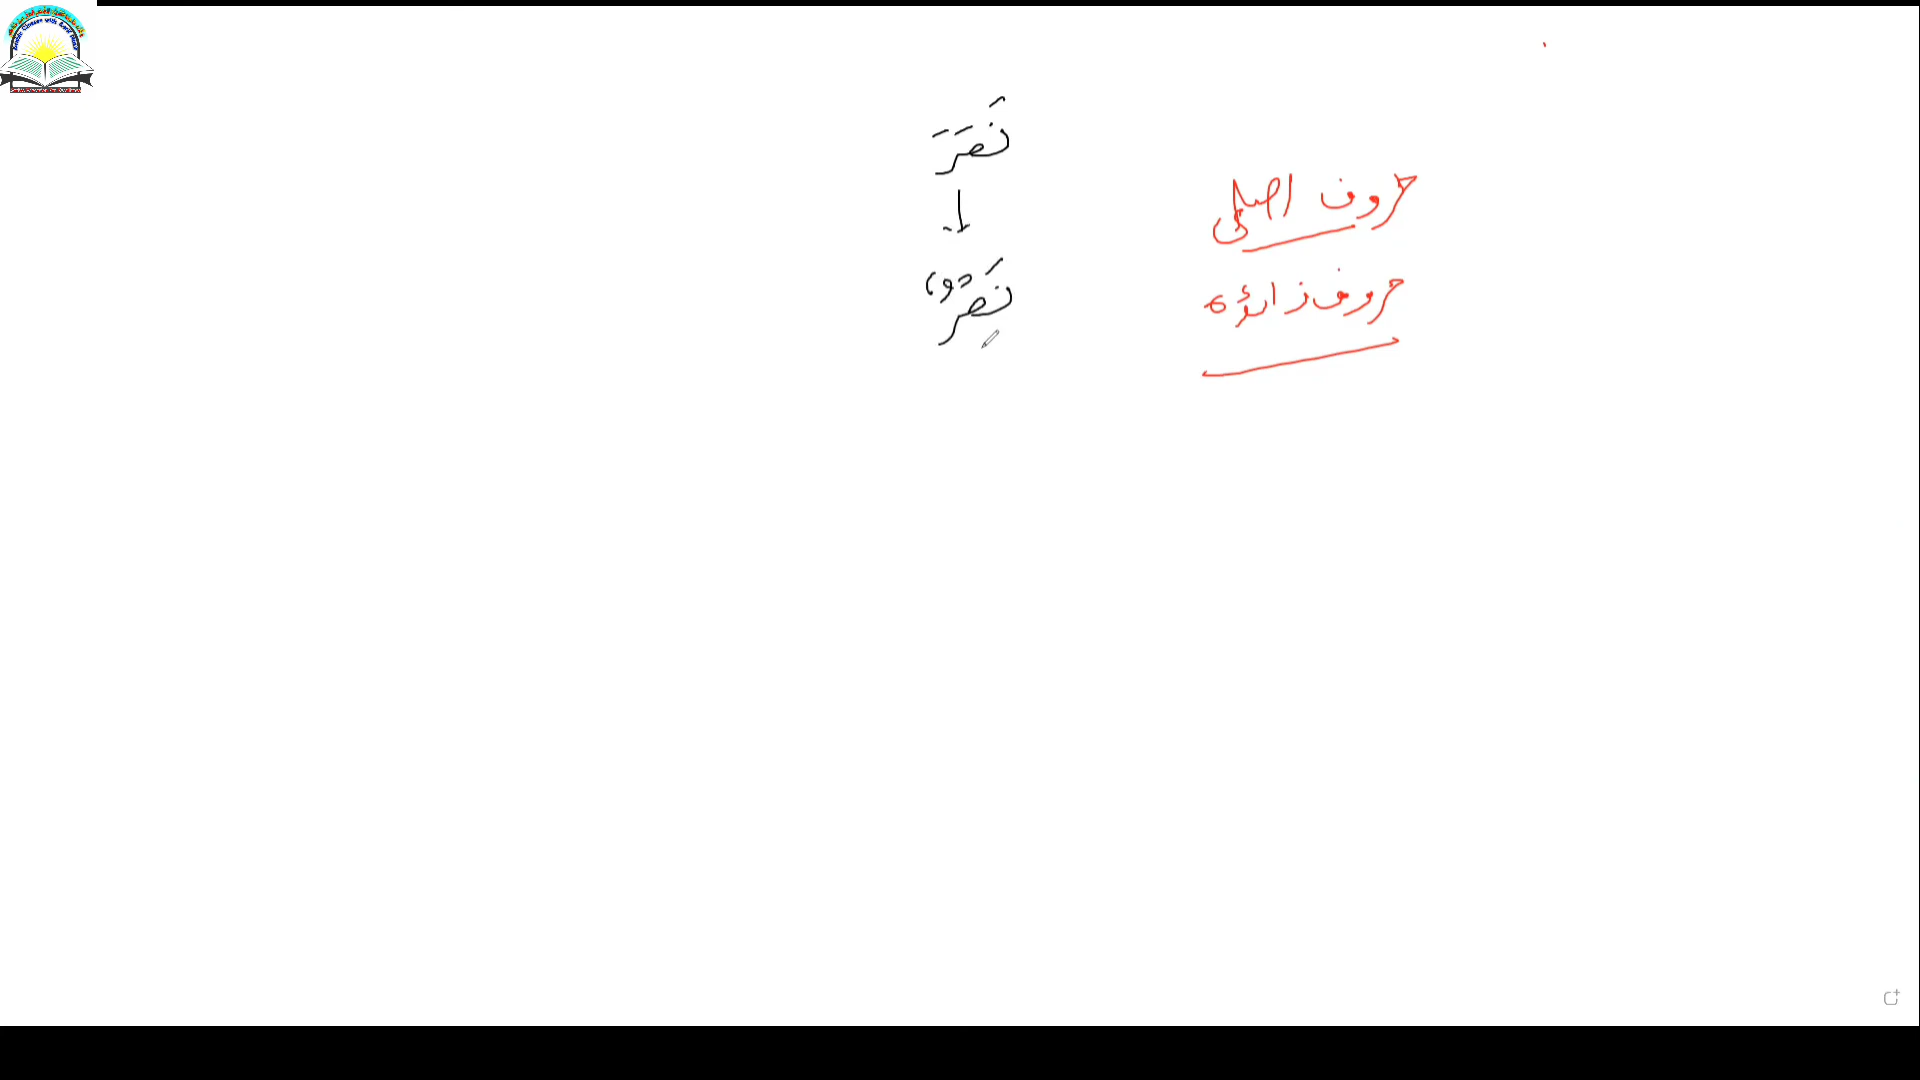 نَصَرَ
حروف اصلی
نَصْرٌ
حروف زائدہ